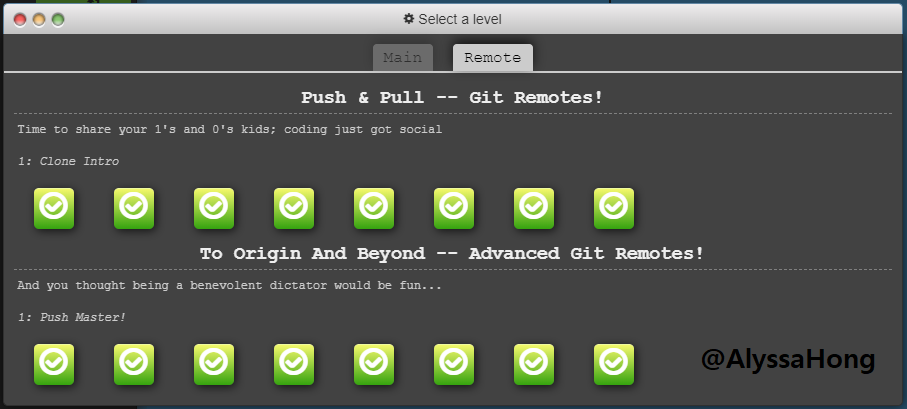 Select a level
Main
Remote
Push & Pull -- Git Remotes!
Time to share your 1's and 0's kids; coding just got social
1: Clone Intro
To Origin And Beyond -- Advanced Git Remotes!
And you thought being a benevolent dictator would be fun...
1: Push Master!
@AlyssaHong